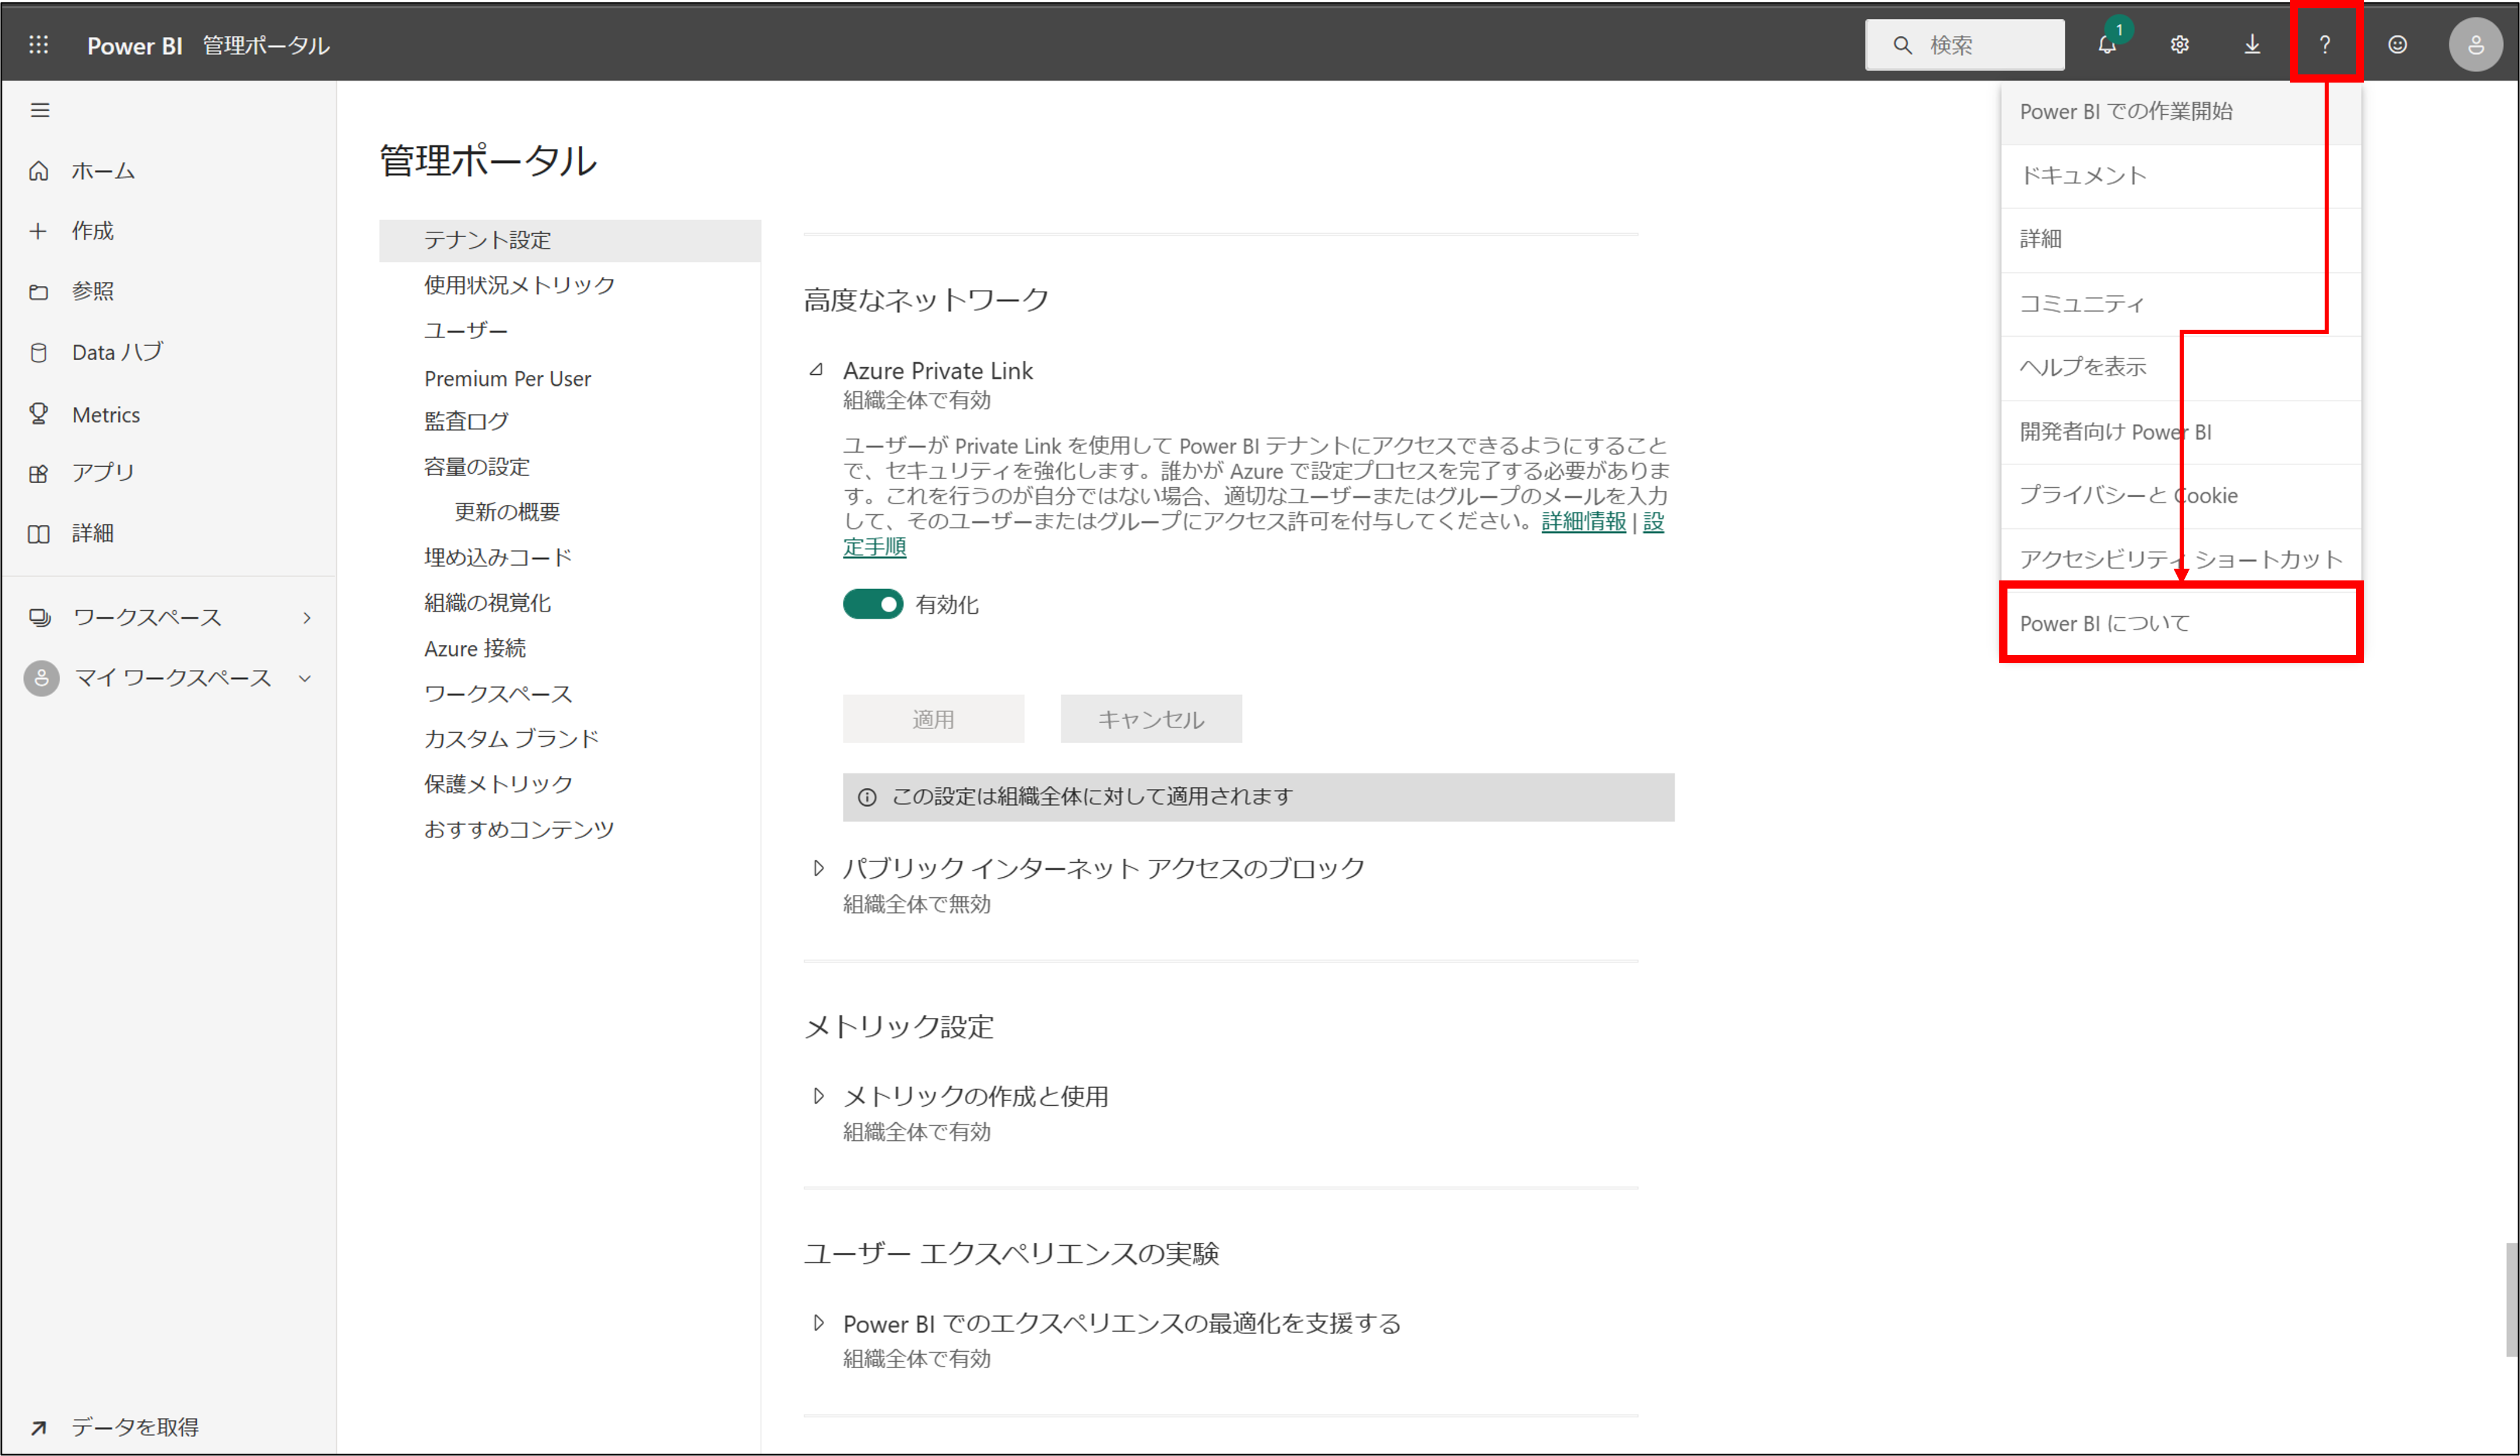 Power BI 管理ポータル
検索
1
?
ホーム
作成
参照
Data ハブ
Metrics
アプリ
詳細
ワークスペース
マイ ワークスペース
データを取得
管理ポータル
テナント設定
使用状況メトリック
ユーザー
Premium Per User
監査ログ
容量の設定
更新の概要
埋め込みコード
組織の視覚化
Azure 接続
ワークスペース
カスタム ブランド
保護メトリック
おすすめコンテンツ
高度なネットワーク
Azure Private Link
組織全体で有効
ユーザーが Private Link を使用して Power BI テナントにアクセスできるようにすること
で、セキュリティを強化します。誰かが Azure で設定プロセスを完了する必要がありま
す。これを行うのが自分ではない場合、適切なユーザーまたはグループのメールを入力
して、そのユーザーまたはグループにアクセス許可を付与してください。詳細情報 | 設
定手順
有効化
適用 キャンセル
この設定は組織全体に対して適用されます
パブリック インターネット アクセスのブロック
組織全体で無効
メトリック設定
メトリックの作成と使用
組織全体で有効
ユーザー エクスペリエンスの実験
Power BI でのエクスペリエンスの最適化を支援する
組織全体で有効
Power BI での作業開始
ドキュメント
詳細
コミュニティ
ヘルプを表示
開発者向け Power BI
プライバシーと Cookie
アクセシビリティ ショートカット
Power BI について